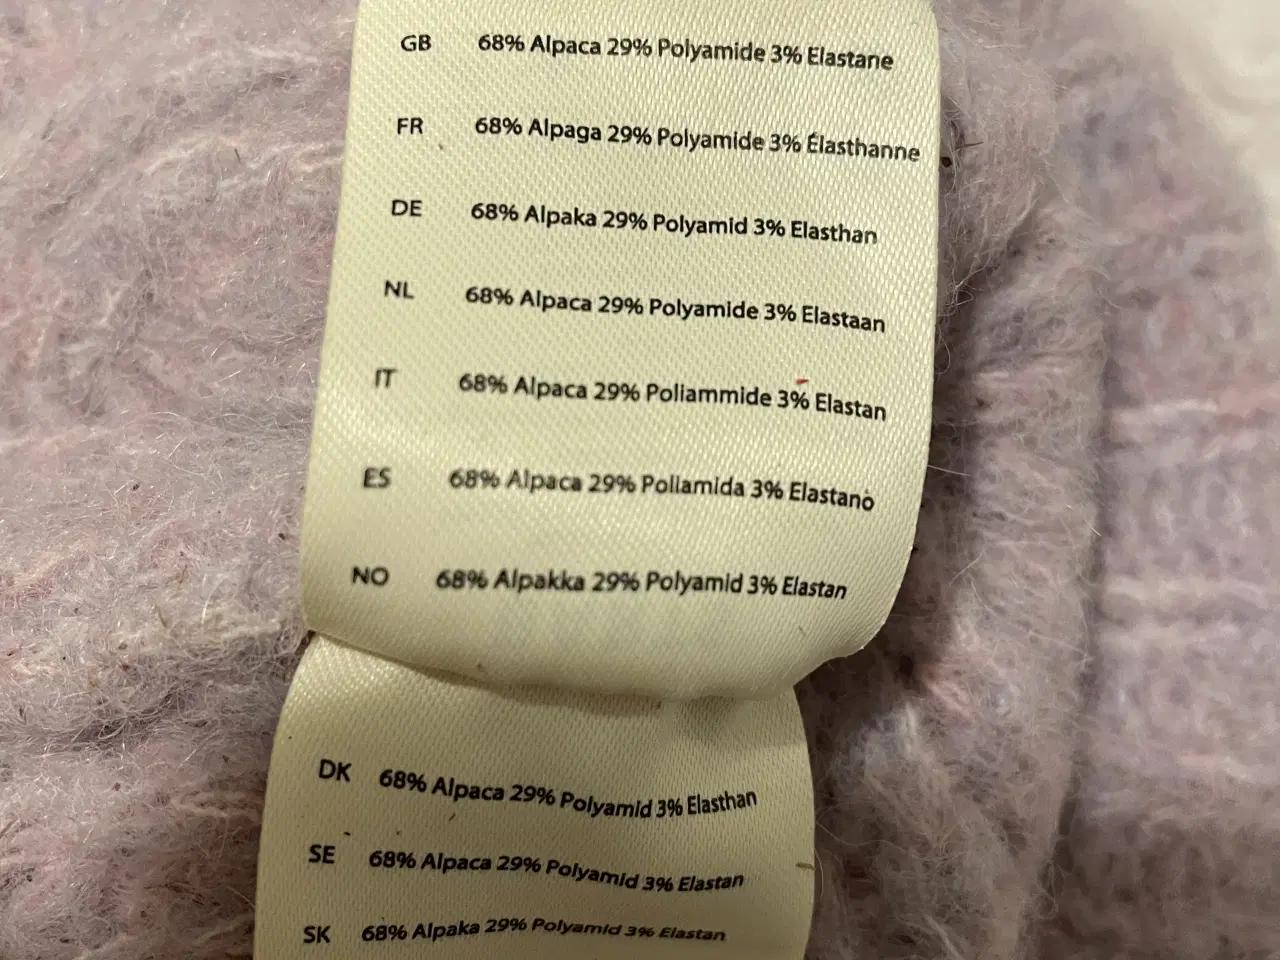 GB 68% Alpaca 29% Polyamide 3% Elastane
FR 68% Alpaga 29% Polyamide 3% Élasthanne
DE 68% Alpaka 29% Polyamid 3% Elasthan
NL 68% Alpaca 29% Polyamide 3% Elastaan
IT 68% Alpaca 29% Poliammide 3% Elastan
ES 68% Alpaca 29% Poliamida 3% Elastano
NO 68% Alpakka 29% Polyamid 3% Elastan
DK 68% Alpaca 29% Polyamid 3% Elasthan
SE 68% Alpaca 29% Polyamid 3% Elastan
SK 68% Alpaka 29% Polyamid 3% Elastan